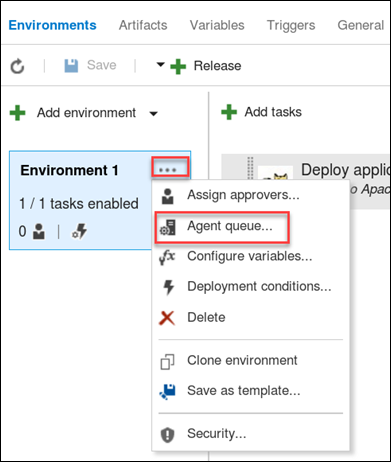 Environments Artifacts Variables Triggers General
Save Release
Add environment Add tasks
Environment 1 ...
Deploy applic
1 / 1 tasks enabled
o Apac
0
Assign approvers...
Agent queue...
Configure variables...
Deployment conditions...
Delete
Clone environment
Save as template...
Security...